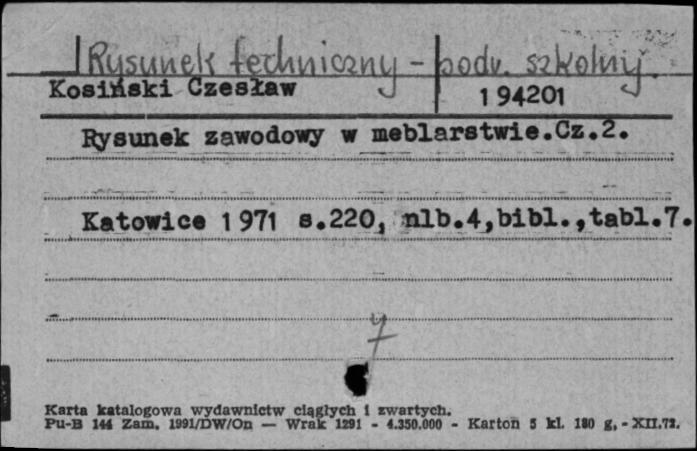 Rysunek techniczny - podr. szkolny.
Kosiński Czesław
194201
Rysunek zawodowy w meblarstwie.Cz.2.
Katowice 1971 s.220, nlb.4,bibl.,tabl.7.
7
Karta katalogowa wydawnictw ciągłych i zwartych.
Pu-B 144 Zam. 1991/DW/On — Wrak 1291 - 4.350.000 - Karton 5 kl. 180 g. - XII.72.